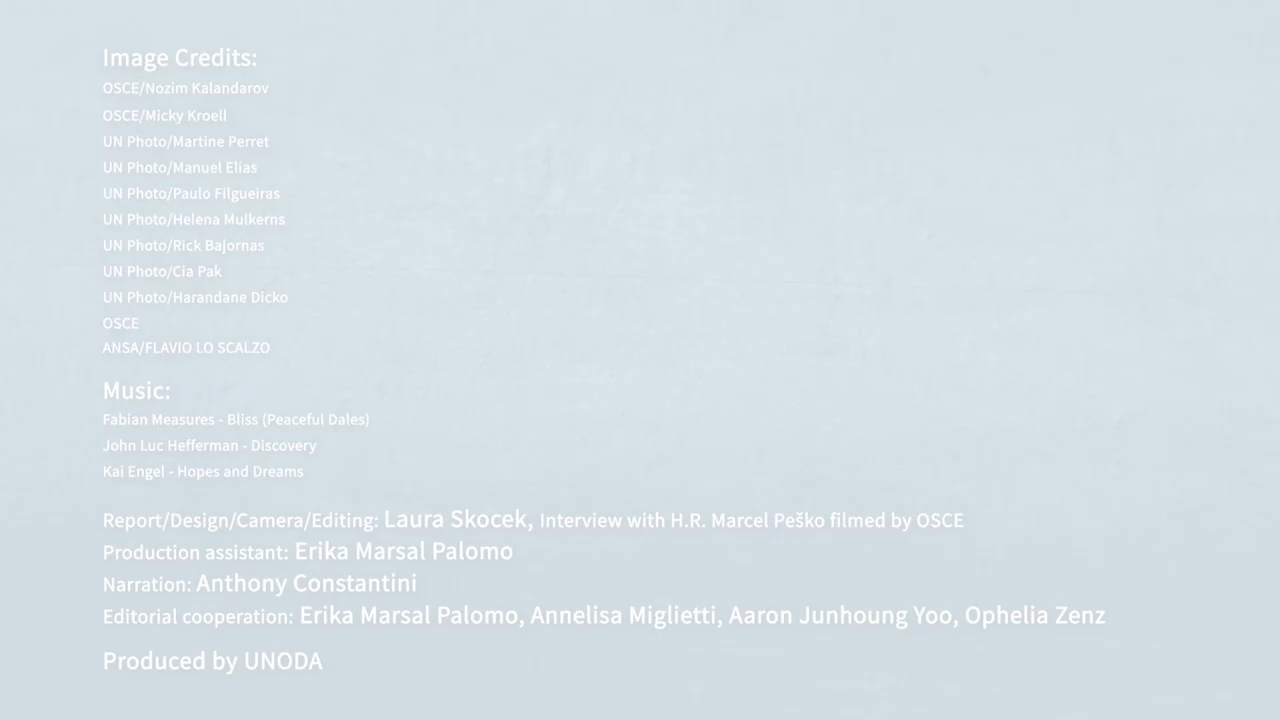 Image Credits:
OSCE/Nozim Kalandarov
OSCE/Micky Kroell
UN Photo/Martine Perret
UN Photo/Manuel Elias
UN Photo/Paulo Filgueiras
UN Photo/Helena Mulkerns
UN Photo/Rick Bajornas
UN Photo/Cia Pak
UN Photo/Harandane Dicko
OSCE
ANSA/FLAVIO LO SCALZO
Music:
Fabian Measures - Bliss (Peaceful Dales)
John Luc Hefferman - Discovery
Kai Engel - Hopes and Dreams
Report/Design/Camera/Editing: Laura Skocek, Interview with H.R. Marcel Peško filmed by OSCE
Production assistant: Erika Marsal Palomo
Narration: Anthony Constantini
Editorial cooperation: Erika Marsal Palomo, Annelisa Miglietti, Aaron Junhoung Yoo, Ophelia Zenz
Produced by UNODA